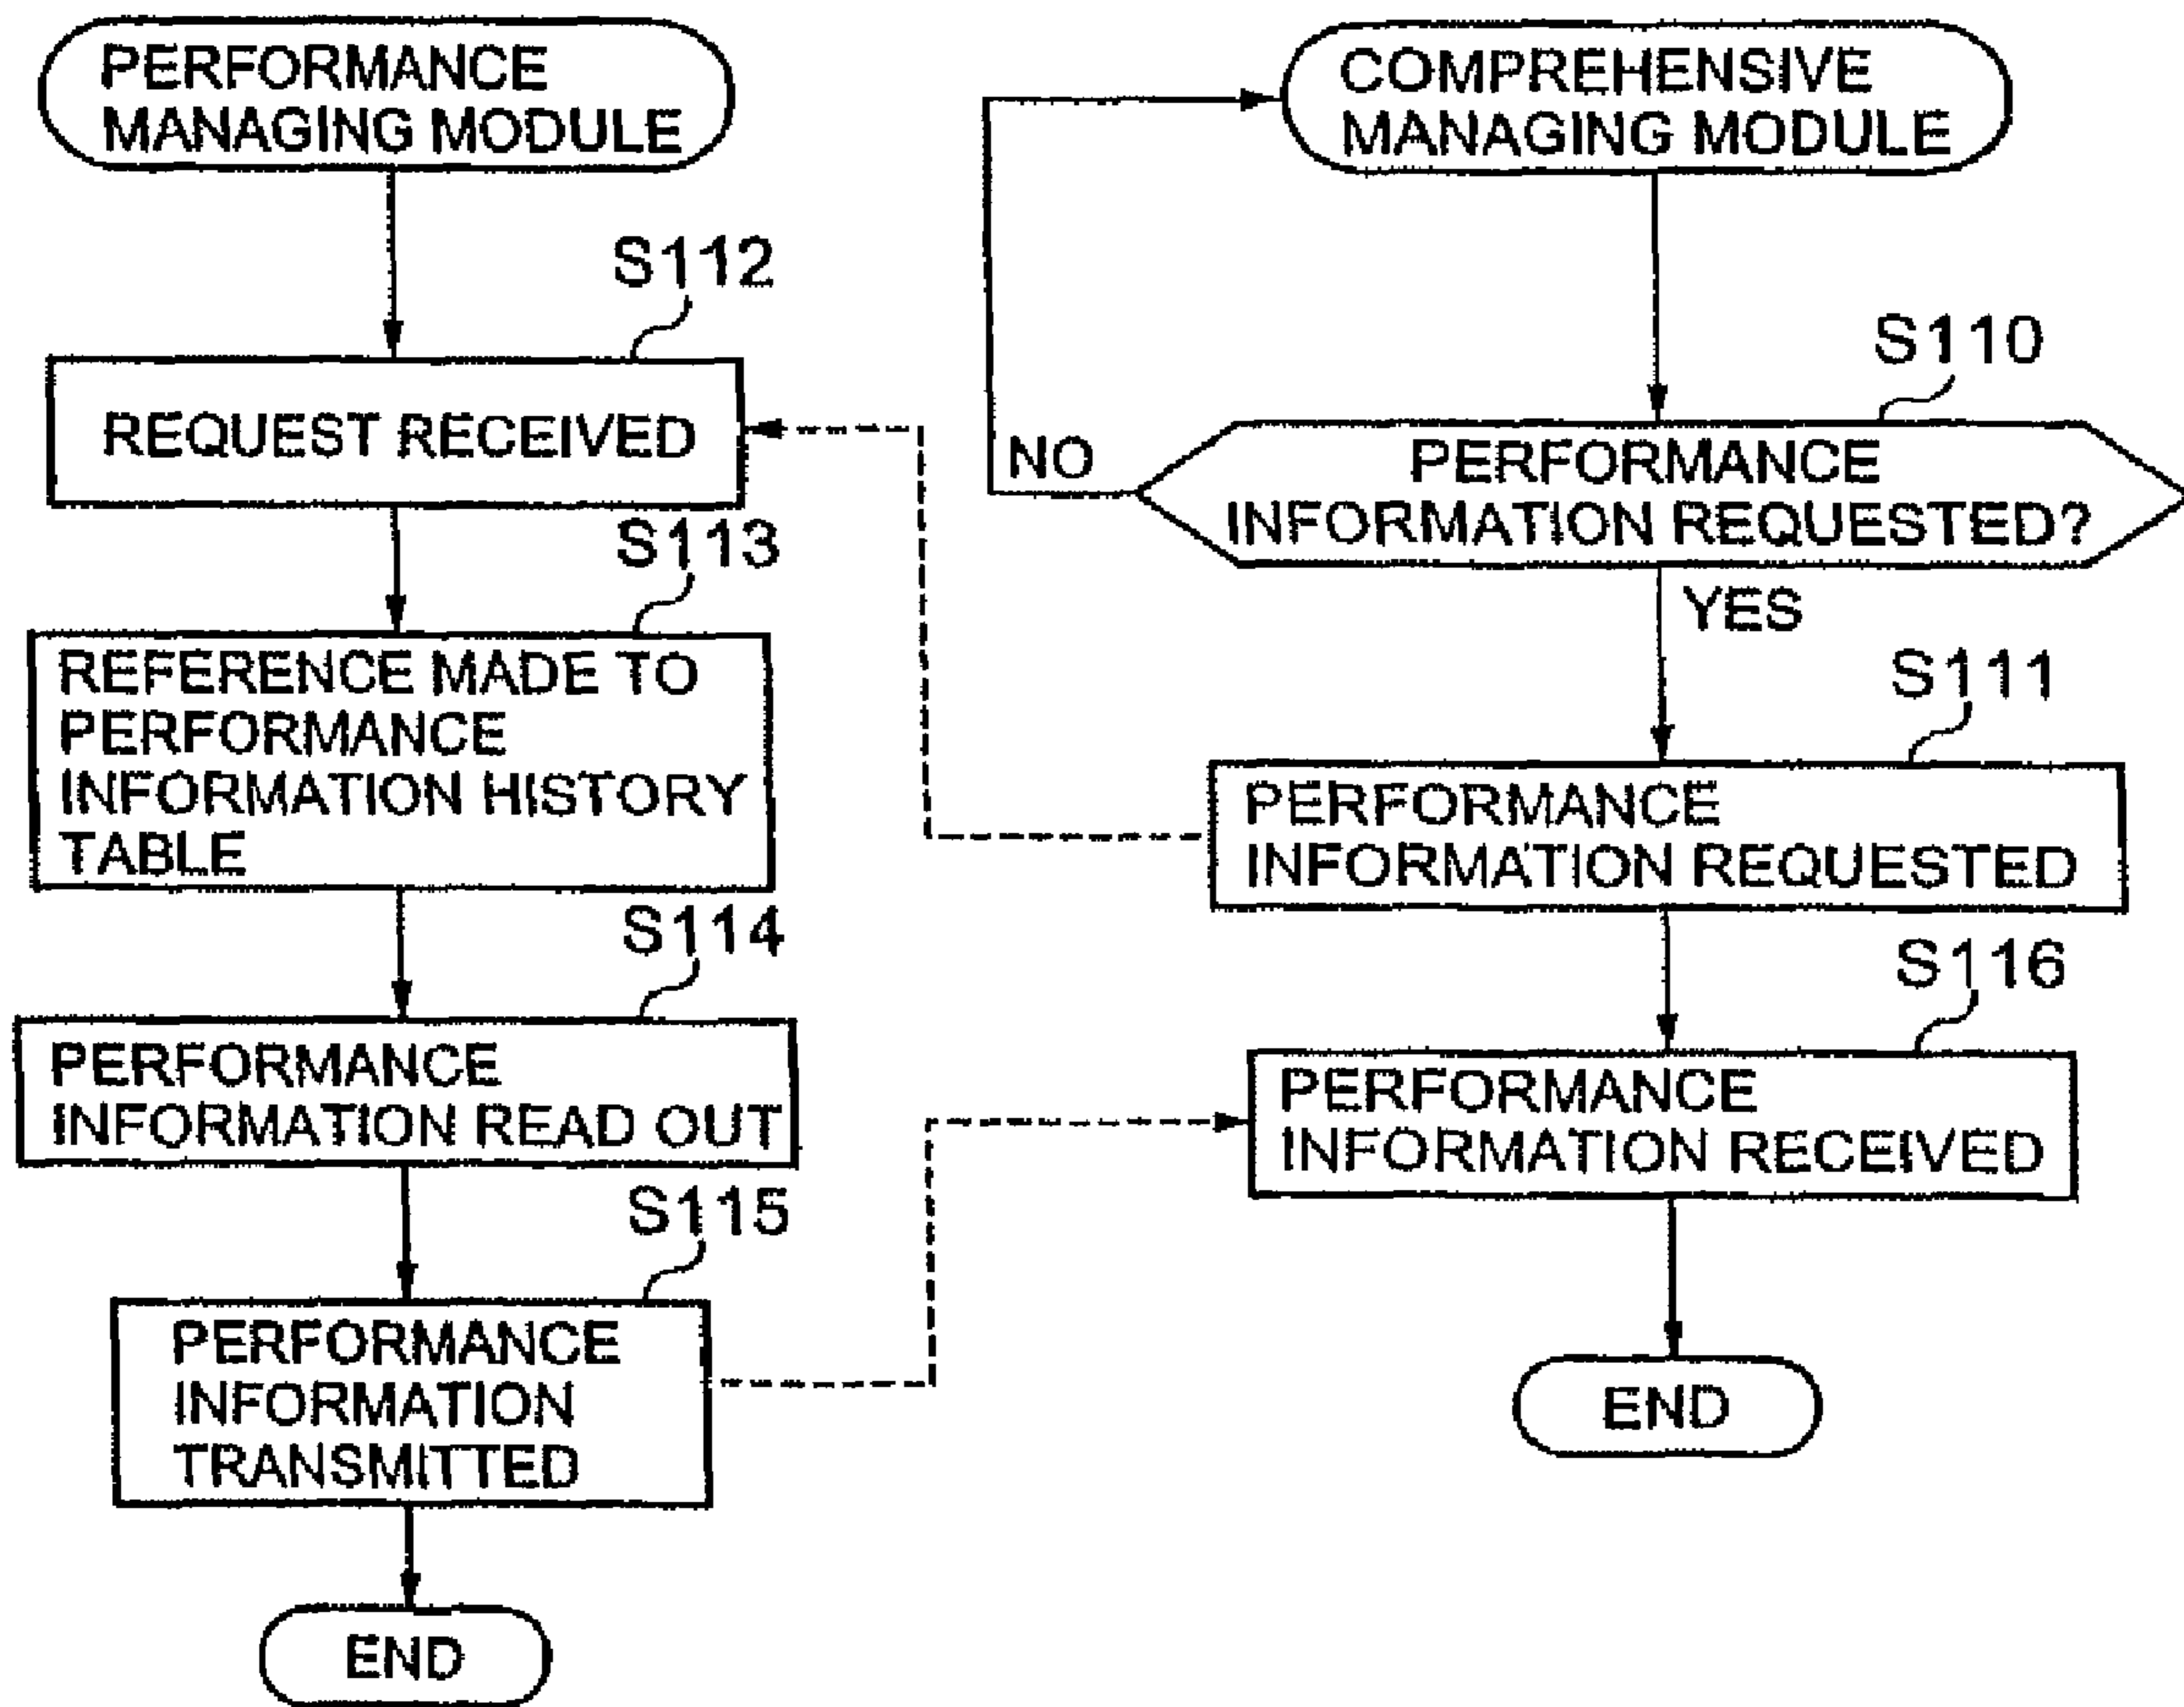 PERFORMANCE
MANAGING MODULE
S112
REQUEST RECEIVED
S113
REFERENCE MADE TO
PERFORMANCE
INFORMATION HISTORY
TABLE
S114
PERFORMANCE
INFORMATION READ OUT
S115
PERFORMANCE
INFORMATION
TRANSMITTED
END
COMPREHENSIVE
MANAGING MODULE
S110
NO
PERFORMANCE
INFORMATION REQUESTED?
YES
S111
PERFORMANCE
INFORMATION REQUESTED
S116
PERFORMANCE
INFORMATION RECEIVED
END